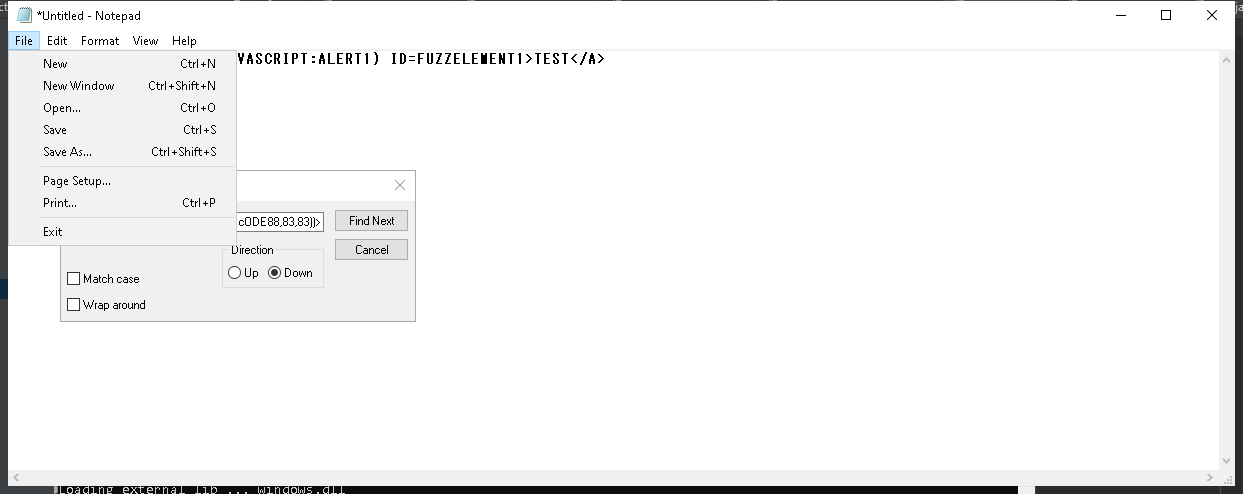 *Untitled - Notepad
File Edit Format View Help
VASCRIPT:ALERT1) ID=FUZZELEMENT1>TEST</A>
New Ctrl+N
New Window Ctrl+Shift+N
Open... Ctrl+O
Save Ctrl+S
Save As... Ctrl+Shift+S
Page Setup...
Print... Ctrl+P
Exit
cODE88,83,83))> Find Next
Direction Cancel
Up Down
Match case
Wrap around
Loading external lib ... windows.dll